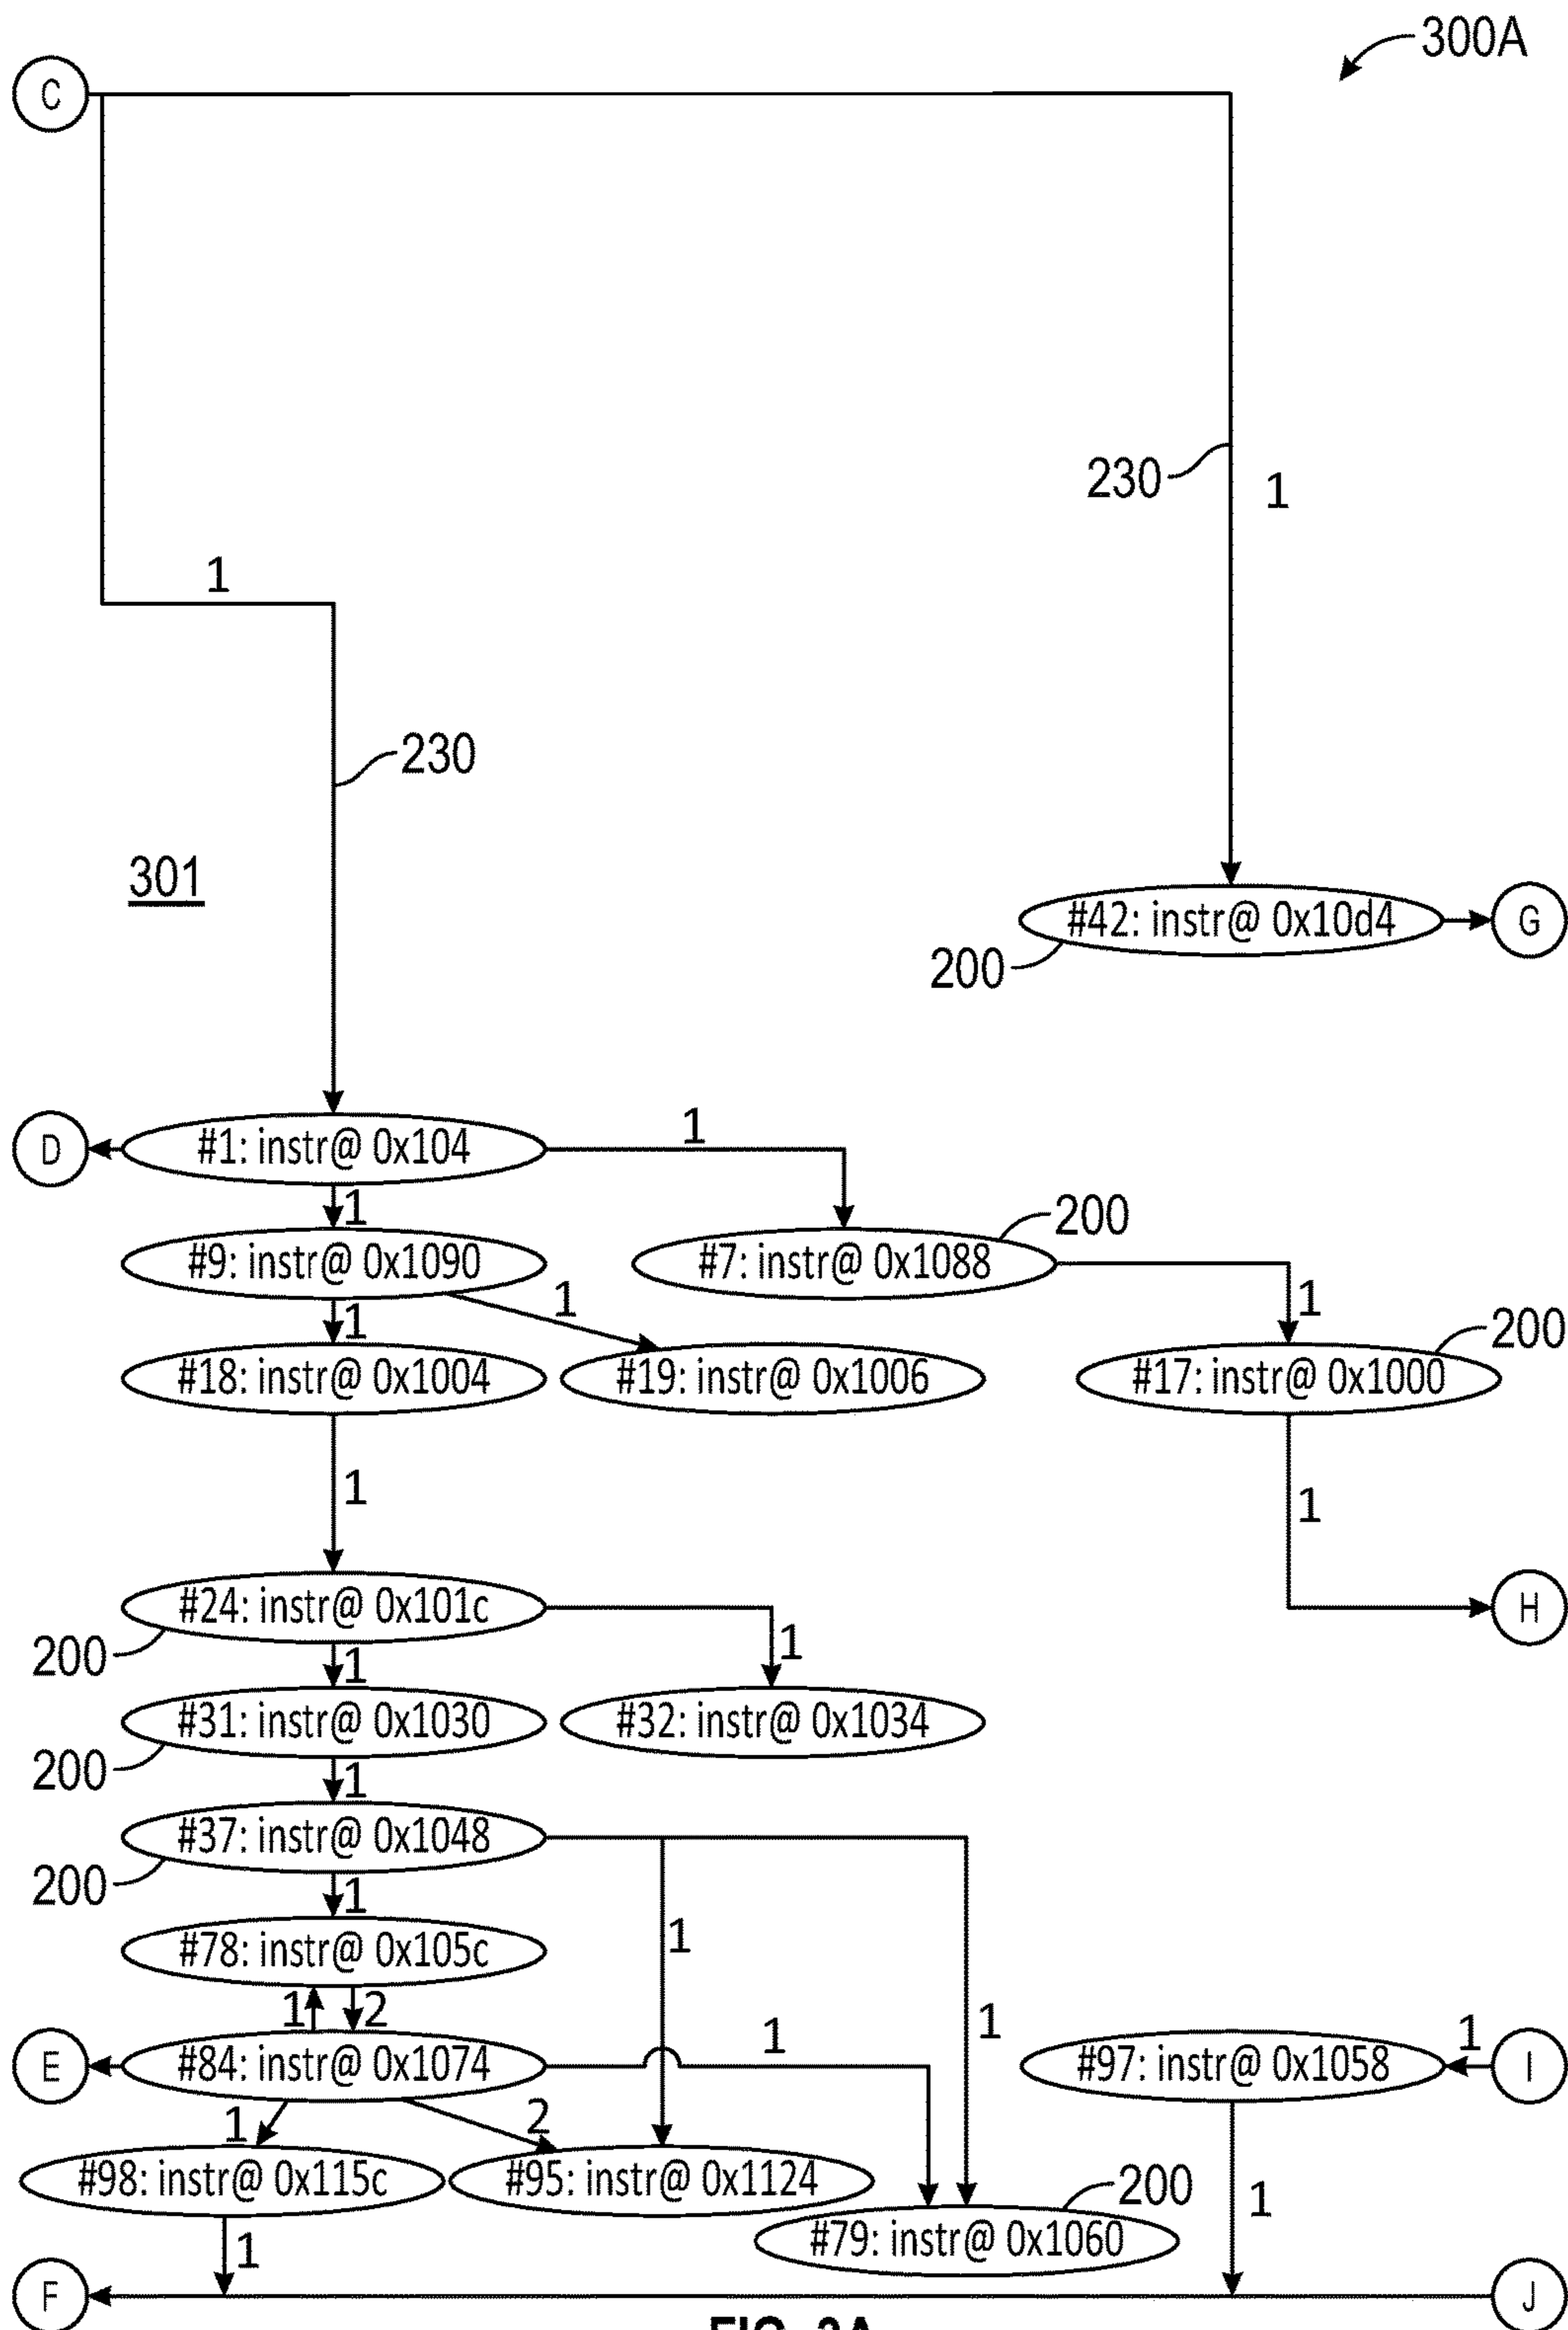 300A
C
230
1
1
230
301
#42: instr@ 0x10d4
G
200
D
#1: instr@ 0x104
1
1
200
#9: instr@ 0x1090
#7: instr@ 0x1088
1
1
1
200
#18: instr@ 0x1004
#19: instr@ 0x1006
#17: instr@ 0x1000
1
1
#24: instr@ 0x101c
H
200
1
1
#31: instr@ 0x1030
#32: instr@ 0x1034
200
1
#37: instr@ 0x1048
200
1
1
#78: instr@ 0x105c
1
2
1
1
1
E
#84: instr@ 0x1074
#97: instr@ 0x1058
I
1
2
#98: instr@ 0x115c
#95: instr@ 0x1124
200
1
#79: instr@ 0x1060
1
F
J
FIG. 3A